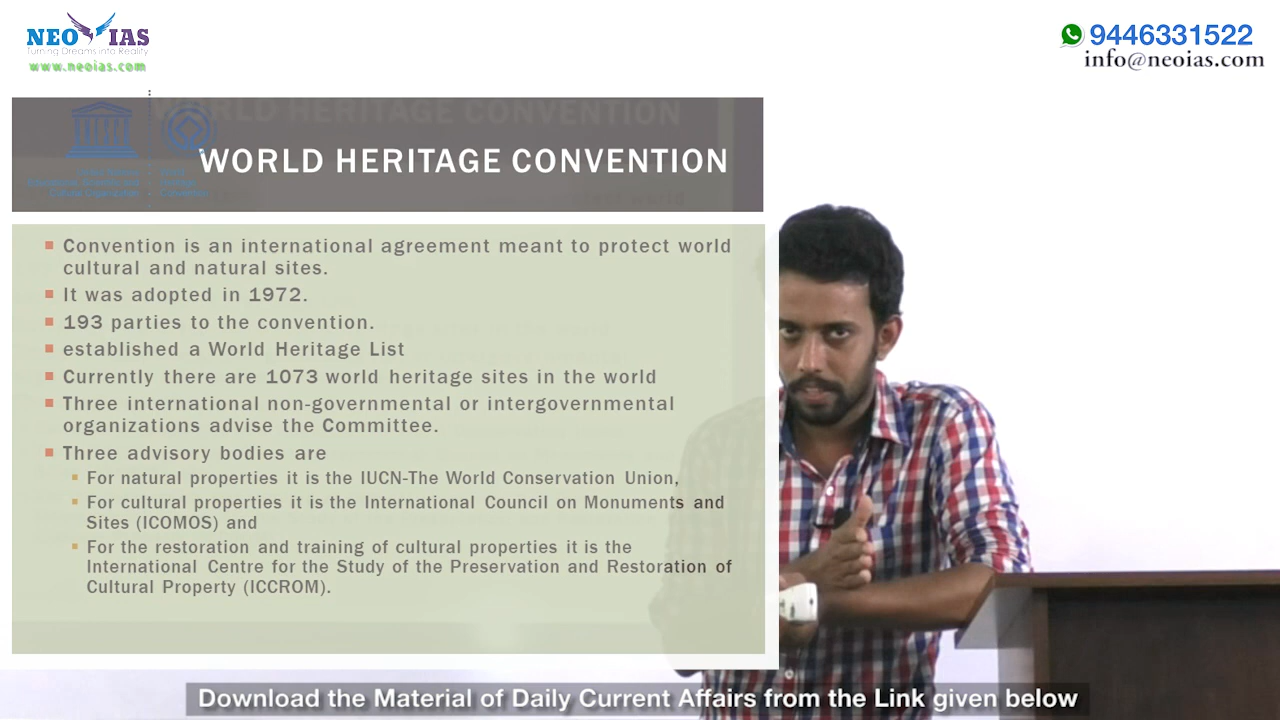 NEO IAS
Turning Dreams into Reality
www.neoias.com
9446331522
info@neoias.com
WORLD HERITAGE CONVENTION
WORLD HERITAGE CONVENTION
Convention is an international agreement meant to protect world
cultural and natural sites.
It was adopted in 1972.
193 parties to the convention.
established a World Heritage List
Currently there are 1073 world heritage sites in the world
Three international non-governmental or intergovernmental
organizations advise the Committee.
Three advisory bodies are
For natural properties it is the IUCN-The World Conservation Union,
For cultural properties it is the International Council on Monuments and
Sites (ICOMOS) and
For the restoration and training of cultural properties it is the
International Centre for the Study of the Preservation and Restoration of
Cultural Property (ICCROM).
Download the Material of Daily Current Affairs from the Link given below